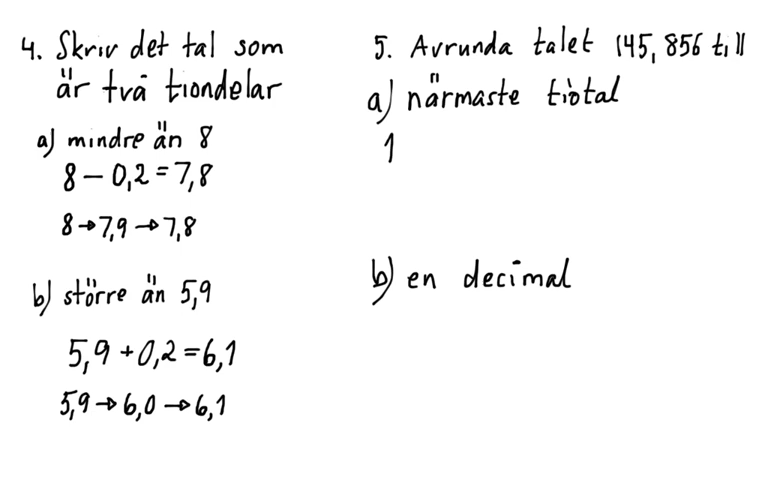 4. Skriv det tal som
är två tiondelar
a) mindre än 8
8 – 0,2 = 7,8
8 → 7,9 → 7,8
b) större än 5,9
5,9 + 0,2 = 6,1
5,9 → 6,0 → 6,1
5. Avrunda talet 145,856 till
a) närmaste tiotal
1
b) en decimal